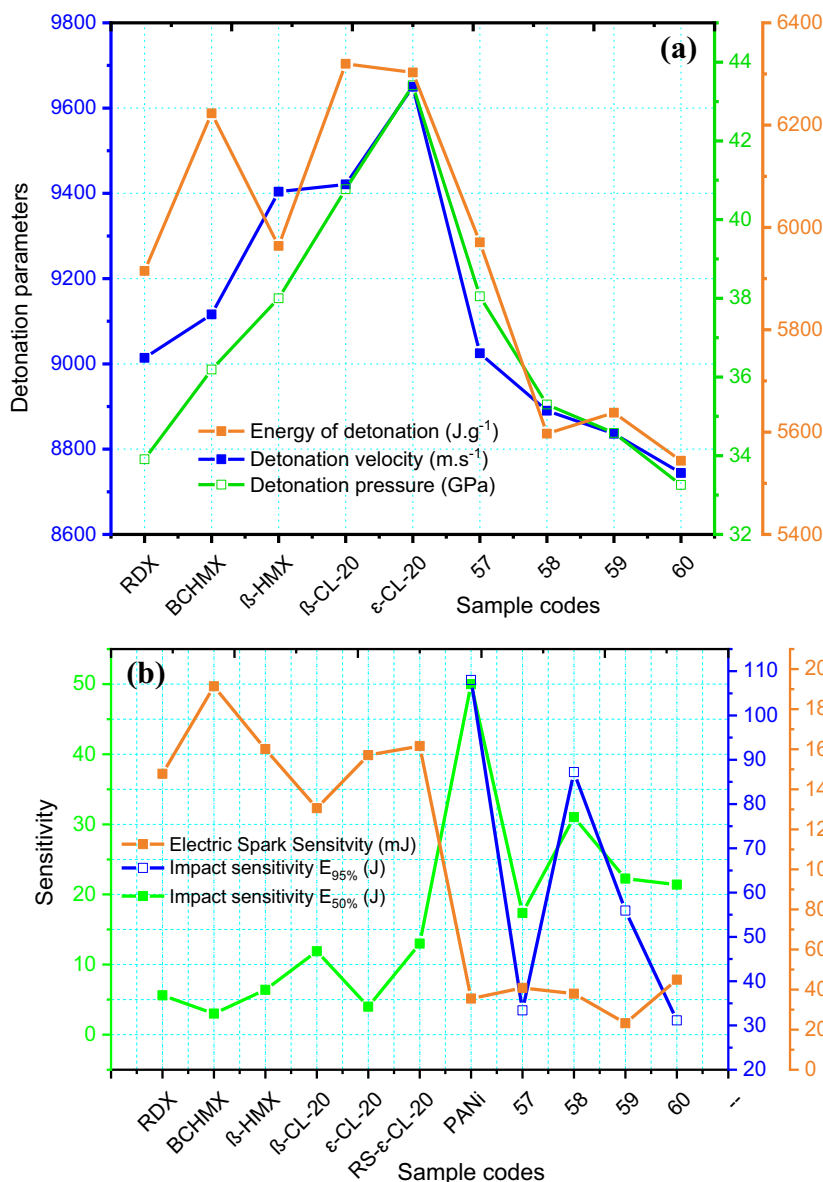 (a)
9800
9600
9400
9200
9000
8800
8600
Detonation parameters
44
42
40
38
36
34
32
6400
6200
6000
5800
5600
5400
Energy of detonation (J.g⁻¹)
Detonation velocity (m.s⁻¹)
Detonation pressure (GPa)
RDX
BCHMX
ß-HMX
ß-CL-20
ε-CL-20
57
58
59
60
Sample codes
(b)
50
40
30
20
10
0
Sensitivity
110
100
90
80
70
60
50
40
30
20
Electric Spark Sensitvity (mJ)
Impact sensitivity E95% (J)
Impact sensitivity E50% (J)
RDX
BCHMX
ß-HMX
ß-CL-20
ε-CL-20
RS-ε-CL-20
PANi
57
58
59
60
--
Sample codes